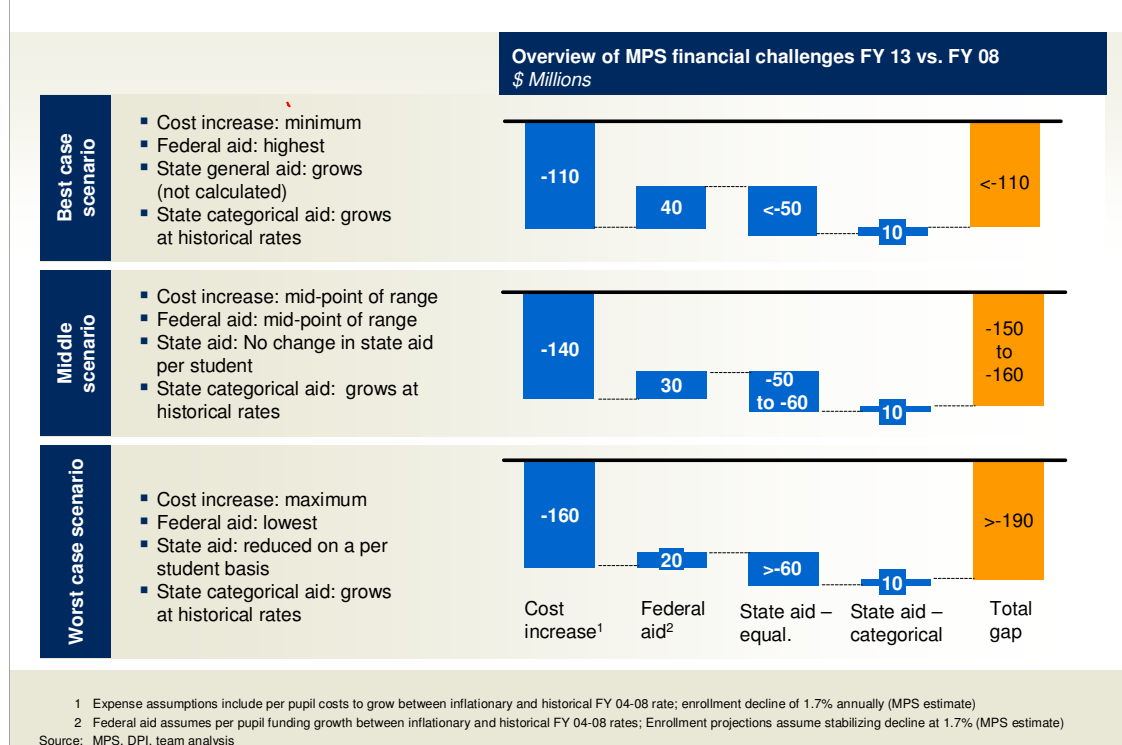 Overview of MPS financial challenges FY 13 vs. FY 08
$ Millions
Best case
scenario
▪ Cost increase: minimum
▪ Federal aid: highest
▪ State general aid: grows
(not calculated)
▪ State categorical aid: grows
at historical rates
-110
40
<-50
10
<-110
Middle
scenario
▪ Cost increase: mid-point of range
▪ Federal aid: mid-point of range
▪ State aid: No change in state aid
per student
▪ State categorical aid: grows at
historical rates
-140
30
-50
to -60
10
-150
to
-160
Worst case scenario
▪ Cost increase: maximum
▪ Federal aid: lowest
▪ State aid: reduced on a per
student basis
▪ State categorical aid: grows
at historical rates
-160
20
>-60
10
>-190
Cost
increase¹
Federal
aid²
State aid –
equal.
State aid –
categorical
Total
gap
1 Expense assumptions include per pupil costs to grow between inflationary and historical FY 04-08 rate; enrollment decline of 1.7% annually (MPS estimate)
2 Federal aid assumes per pupil funding growth between inflationary and historical FY 04-08 rates; Enrollment projections assume stabilizing decline at 1.7% (MPS estimate)
Source: MPS, DPI, team analysis